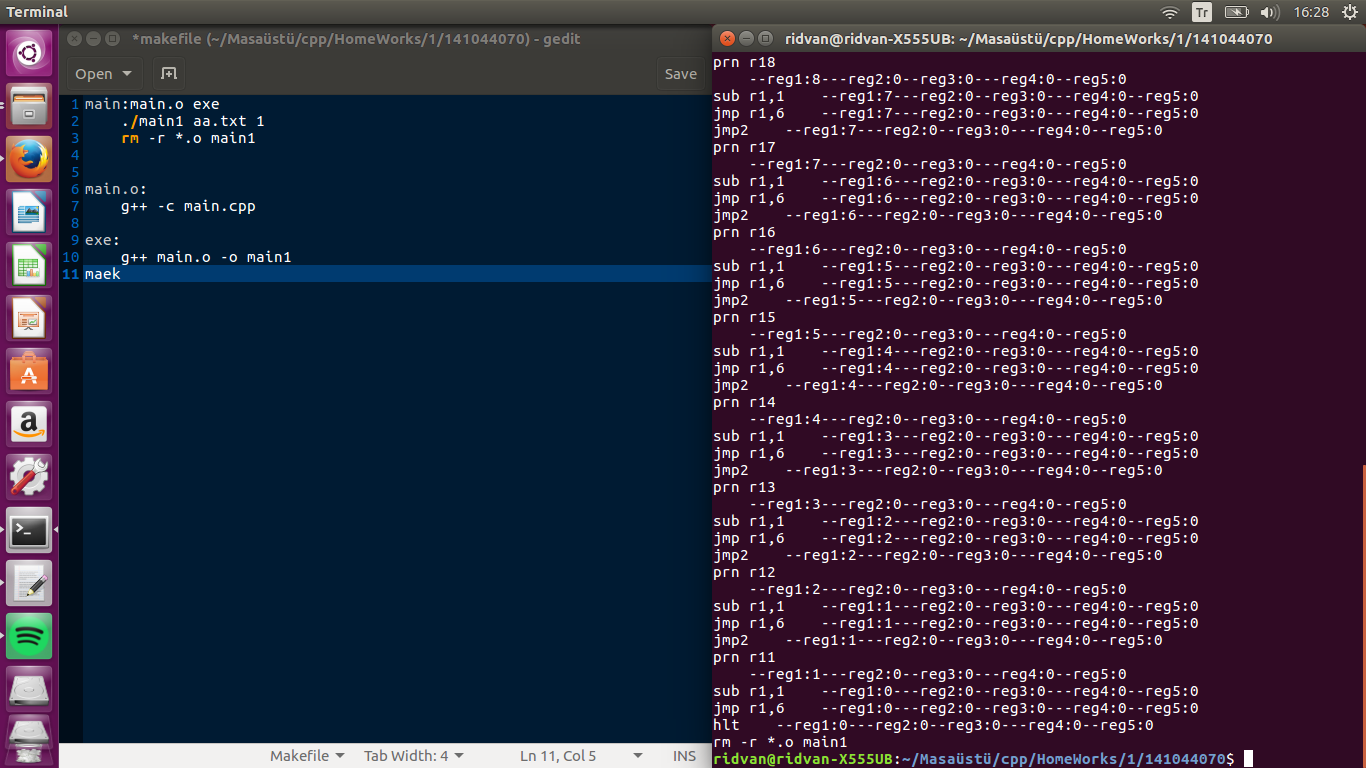 Terminal
Tr
16:28
*makefile (~/Masaüstü/cpp/HomeWorks/1/141044070) - gedit
Open
Save
1 main:main.o exe
2     ./main1 aa.txt 1
3     rm -r *.o main1
4
5
6 main.o:
7     g++ -c main.cpp
8
9 exe:
10     g++ main.o -o main1
11 maek
Makefile
Tab Width: 4
Ln 11, Col 5
INS
ridvan@ridvan-X555UB: ~/Masaüstü/cpp/HomeWorks/1/141044070
prn r18
    --reg1:8---reg2:0--reg3:0---reg4:0--reg5:0
sub r1,1    --reg1:7---reg2:0--reg3:0---reg4:0--reg5:0
jmp r1,6    --reg1:7---reg2:0--reg3:0---reg4:0--reg5:0
jmp2    --reg1:7---reg2:0--reg3:0---reg4:0--reg5:0
prn r17
    --reg1:7---reg2:0--reg3:0---reg4:0--reg5:0
sub r1,1    --reg1:6---reg2:0--reg3:0---reg4:0--reg5:0
jmp r1,6    --reg1:6---reg2:0--reg3:0---reg4:0--reg5:0
jmp2    --reg1:6---reg2:0--reg3:0---reg4:0--reg5:0
prn r16
    --reg1:6---reg2:0--reg3:0---reg4:0--reg5:0
sub r1,1    --reg1:5---reg2:0--reg3:0---reg4:0--reg5:0
jmp r1,6    --reg1:5---reg2:0--reg3:0---reg4:0--reg5:0
jmp2    --reg1:5---reg2:0--reg3:0---reg4:0--reg5:0
prn r15
    --reg1:5---reg2:0--reg3:0---reg4:0--reg5:0
sub r1,1    --reg1:4---reg2:0--reg3:0---reg4:0--reg5:0
jmp r1,6    --reg1:4---reg2:0--reg3:0---reg4:0--reg5:0
jmp2    --reg1:4---reg2:0--reg3:0---reg4:0--reg5:0
prn r14
    --reg1:4---reg2:0--reg3:0---reg4:0--reg5:0
sub r1,1    --reg1:3---reg2:0--reg3:0---reg4:0--reg5:0
jmp r1,6    --reg1:3---reg2:0--reg3:0---reg4:0--reg5:0
jmp2    --reg1:3---reg2:0--reg3:0---reg4:0--reg5:0
prn r13
    --reg1:3---reg2:0--reg3:0---reg4:0--reg5:0
sub r1,1    --reg1:2---reg2:0--reg3:0---reg4:0--reg5:0
jmp r1,6    --reg1:2---reg2:0--reg3:0---reg4:0--reg5:0
jmp2    --reg1:2---reg2:0--reg3:0---reg4:0--reg5:0
prn r12
    --reg1:2---reg2:0--reg3:0---reg4:0--reg5:0
sub r1,1    --reg1:1---reg2:0--reg3:0---reg4:0--reg5:0
jmp r1,6    --reg1:1---reg2:0--reg3:0---reg4:0--reg5:0
jmp2    --reg1:1---reg2:0--reg3:0---reg4:0--reg5:0
prn r11
    --reg1:1---reg2:0--reg3:0---reg4:0--reg5:0
sub r1,1    --reg1:0---reg2:0--reg3:0---reg4:0--reg5:0
jmp r1,6    --reg1:0---reg2:0--reg3:0---reg4:0--reg5:0
hlt    --reg1:0---reg2:0--reg3:0---reg4:0--reg5:0
rm -r *.o main1
ridvan@ridvan-X555UB:~/Masaüstü/cpp/HomeWorks/1/141044070$